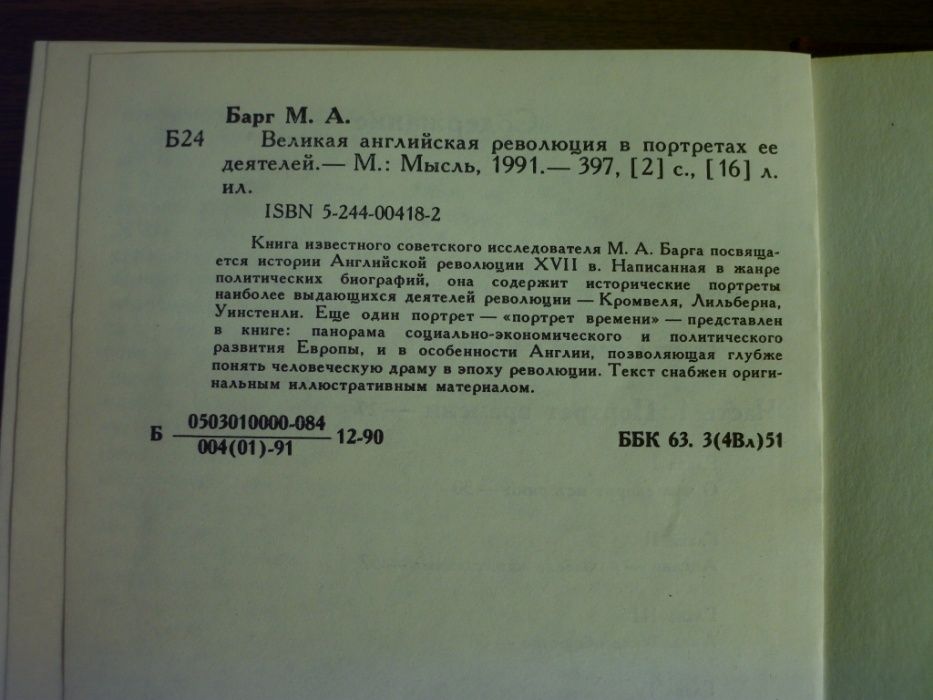 Барг М. А.
Б24 Великая английская революция в портретах ее
деятелей.— М.: Мысль, 1991.— 397, [2] с., [16] л.
ил.
ISBN 5-244-00418-2
Книга известного советского исследователя М. А. Барга посвяща-
ется истории Английской революции XVII в. Написанная в жанре
политических биографий, она содержит исторические портреты
наиболее выдающихся деятелей революции — Кромвеля, Лильберна,
Уинстенли. Еще один портрет — «портрет времени» — представлен
в книге: панорама социально-экономического и политического
развития Европы, и в особенности Англии, позволяющая глубже
понять человеческую драму в эпоху революции. Текст снабжен ориги-
нальным иллюстративным материалом.
Б 0503010000-084 12-90
004(01)-91
ББК 63. 3(4Вл)51